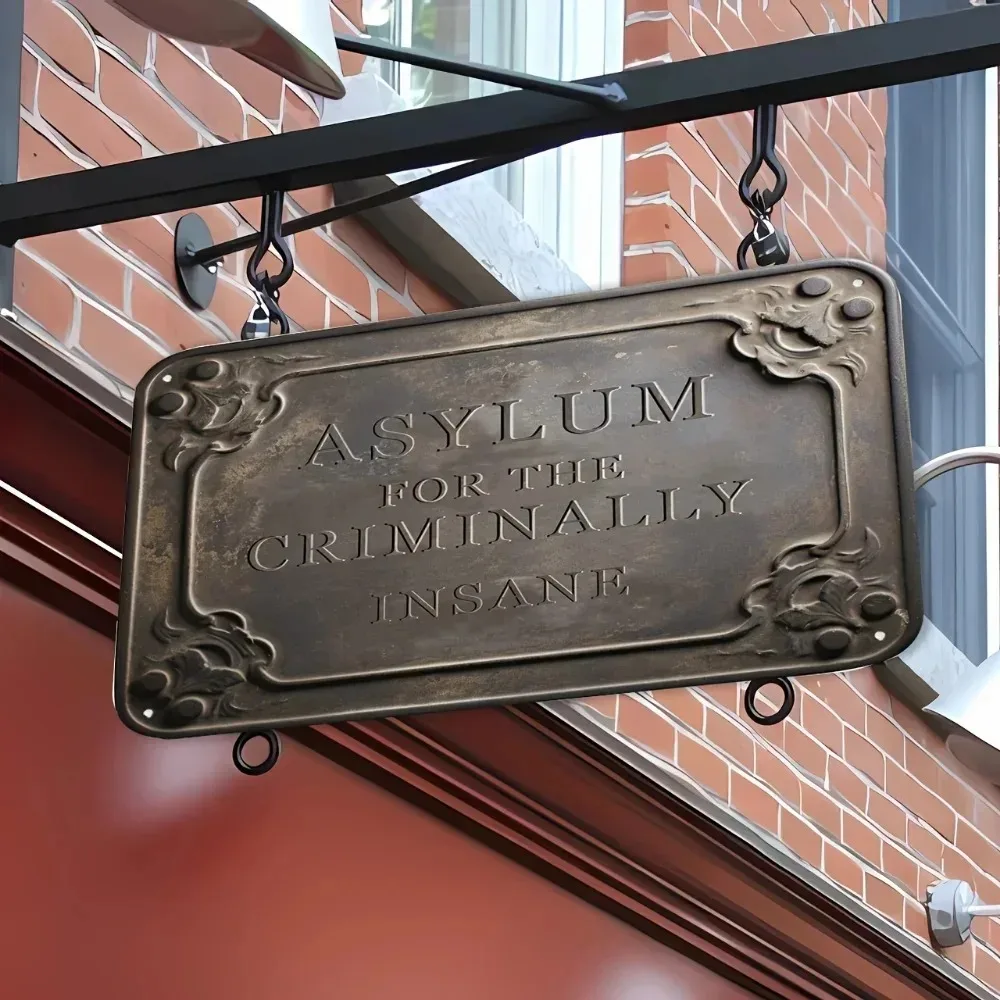 ASYLUM
FOR THE
CRIMINALLY
INSANE